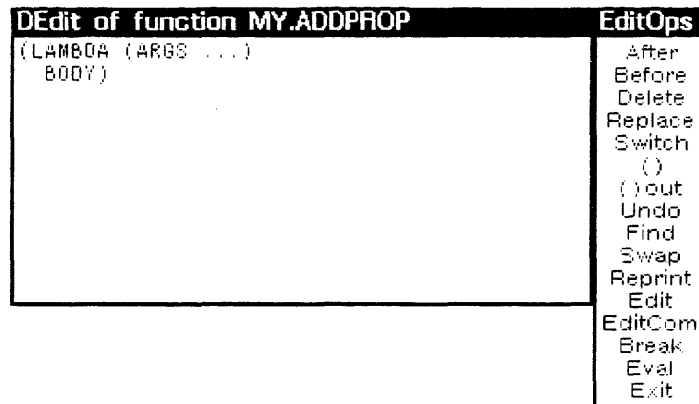 DEdit of function MY.ADDPROP
(LAMBDA (ARGS ...)
BODY)
EditOps
After
Before
Delete
Replace
Switch
()
() out
Undo
Find
Swap
Reprint
Edit
EditCom
Break
Eval
Exit